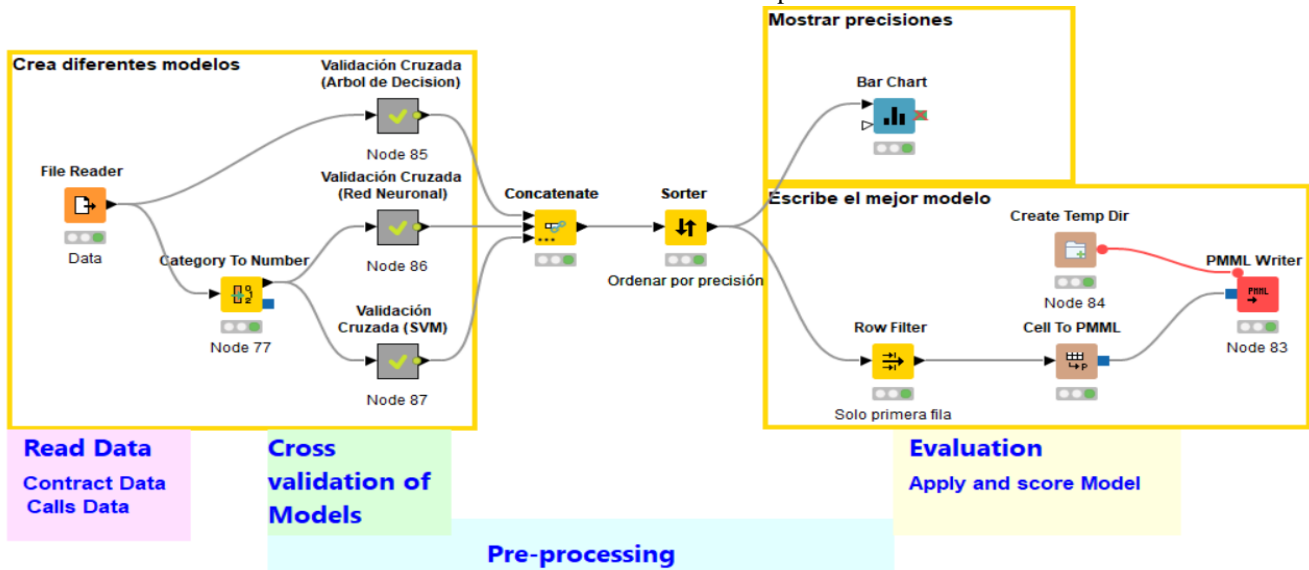 Mostrar precisiones
Crea diferentes modelos
Validación Cruzada
(Arbol de Decision)
Bar Chart
Node 85
File Reader
Validación Cruzada
(Red Neuronal)
Concatenate
Sorter
Escribe el mejor modelo
Create Temp Dir
Data
Category To Number
Node 86
Ordenar por precisión
PMML Writer
PMML
Node 84
Validación
Cruzada (SVM)
Row Filter
Cell To PMML
Node 77
Node 83
Node 87
Solo primera fila
Read Data
Contract Data
Calls Data
Cross
validation of
Models
Evaluation
Apply and score Model
Pre-processing